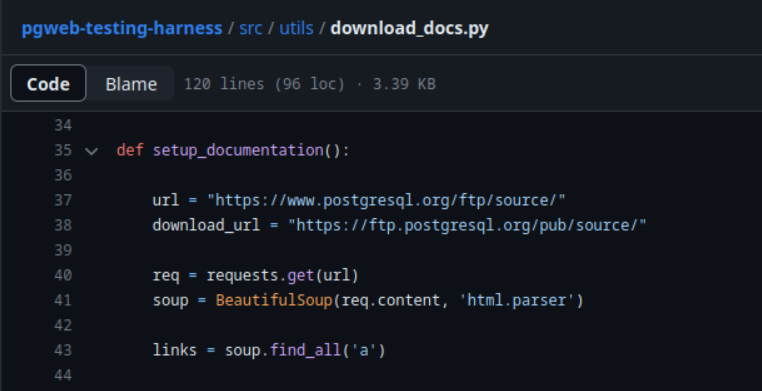 pgweb-testing-harness / src / utils / download_docs.py
Code Blame 120 lines (96 loc) · 3.39 KB
34
35 def setup_documentation():
36
37 url = "https://www.postgresql.org/ftp/source/"
38 download_url = "https://ftp.postgresql.org/pub/source/"
39
40 req = requests.get(url)
41 soup = BeautifulSoup(req.content, 'html.parser')
42
43 links = soup.find_all('a')
44